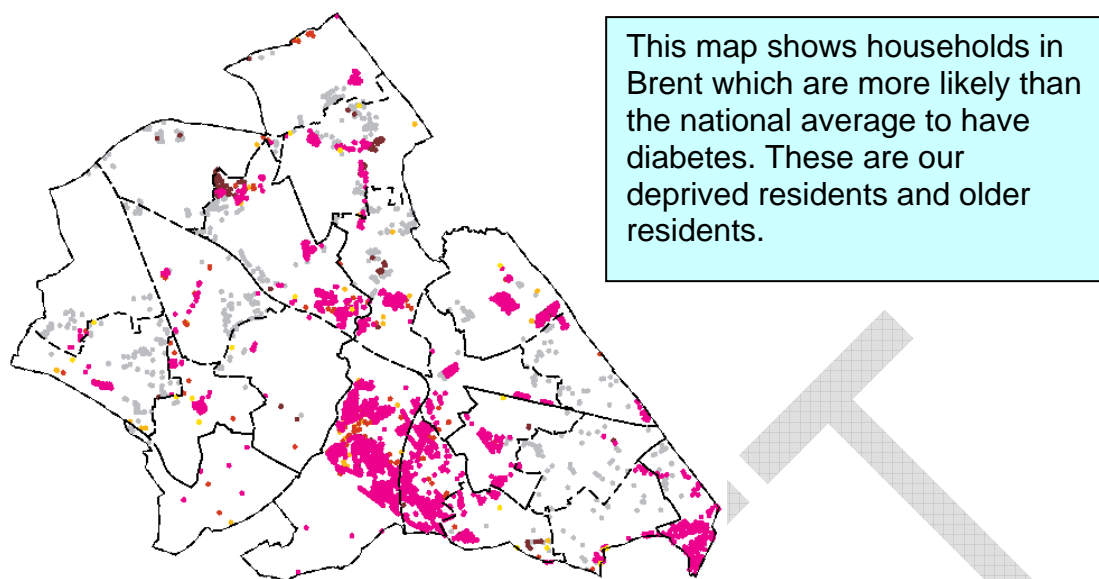 This map shows households in
Brent which are more likely than
the national average to have
diabetes. These are our
deprived residents and older
residents.